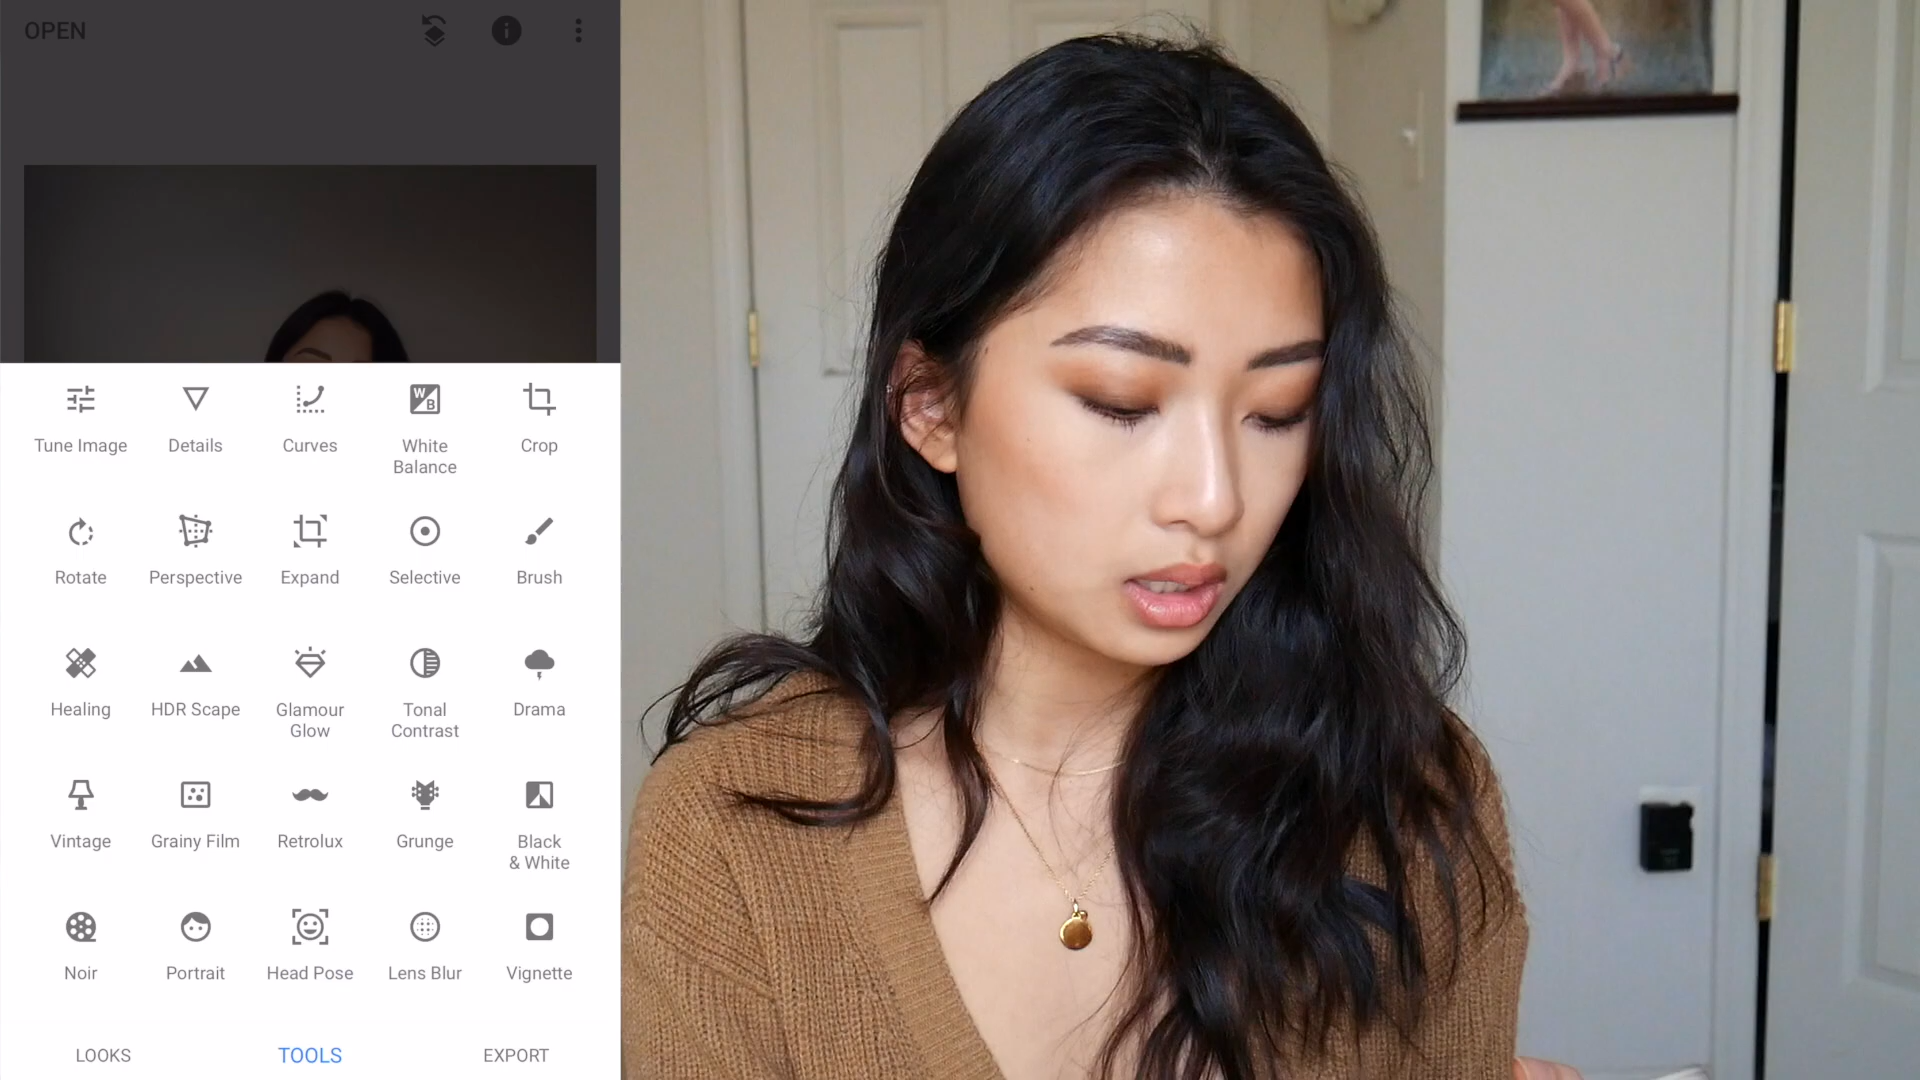 OPEN
Tune Image
Details
Curves
White
Balance
Crop
Rotate
Perspective
Expand
Selective
Brush
Healing
HDR Scape
Glamour
Glow
Tonal
Contrast
Drama
Vintage
Grainy Film
Retrolux
Grunge
Black
& White
Noir
Portrait
Head Pose
Lens Blur
Vignette
LOOKS
TOOLS
EXPORT